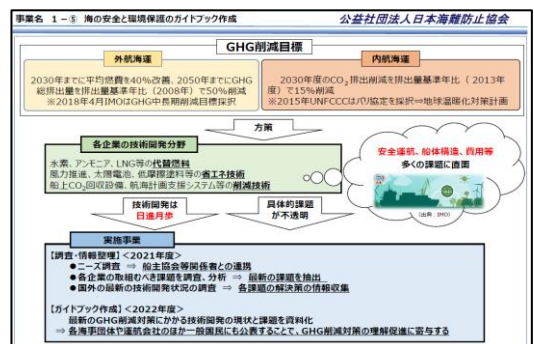 事業名 1-⑤ 海の安全と環境保護のガイドブック作成
公益社団法人日本海難防止協会
GHG削減目標
外航海運
2030年までに平均燃費を40%改善、2050年までにGHG
総排出量を排出量基準年比(2008年)で50%削減
※2018年4月IMOはGHG中長期削減目標採択
内航海運
2030年度のCO2排出削減を排出量基準年比(2013年
度)で15%削減
※2015年UNFCCCはパリ協定を採択⇒地球温暖化対策計画
方策
各企業の技術開発分野
水素、アンモニア、LNG等の代替燃料
風力推進、太陽電池、低摩擦塗料等の省エネ技術
船上CO2回収設備、航海計画支援システム等の削減技術
安全運航、船体構造、費用等
多くの課題に直面
(出典:IMO)
技術開発は
日進月歩
具体的課題
が不透明
実施事業
【調査・情報整理】<2021年度>
●ニーズ調査 ⇒ 船主協会等関係者との連携
●各企業の取組むべき課題を調査、分析 ⇒ 最新の課題を抽出
●国外の最新の技術開発状況の調査 ⇒ 各課題の解決策の情報収集
【ガイドブック作成】<2022年度>
最新のGHG削減対策にかかる技術開発の現状と課題を資料化
⇒ 各海事団体や運航会社のほか一般国民にも公表することで、GHG削減対策の理解促進に寄与する